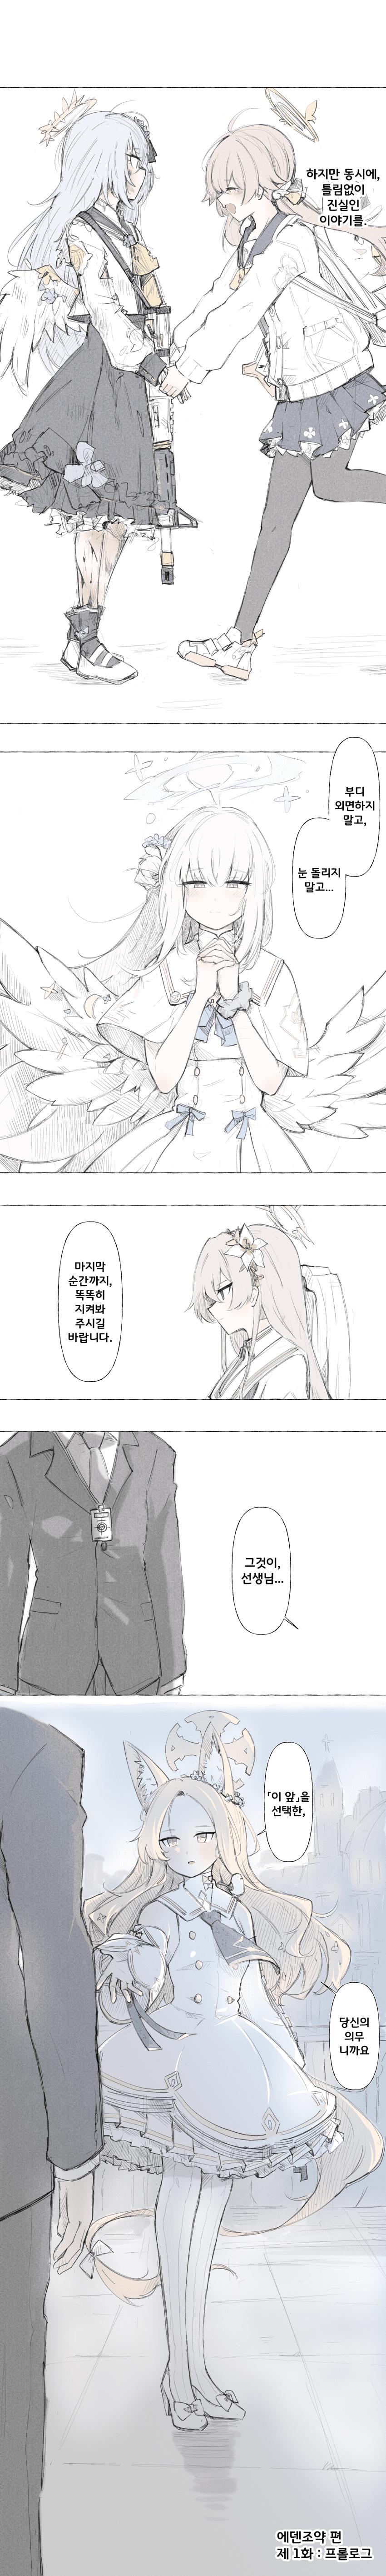 하지만 동시에,
틀림없이
진실인
이야기를.
부디
외면하지
말고,
눈 돌리지
말고...
마지막
순간까지,
똑똑히
지켜봐
주시길
바랍니다.
그것이,
선생님...
「이 앞」을
선택한,
당신의
의무
니까요
에덴조약 편
제 1화 : 프롤로그